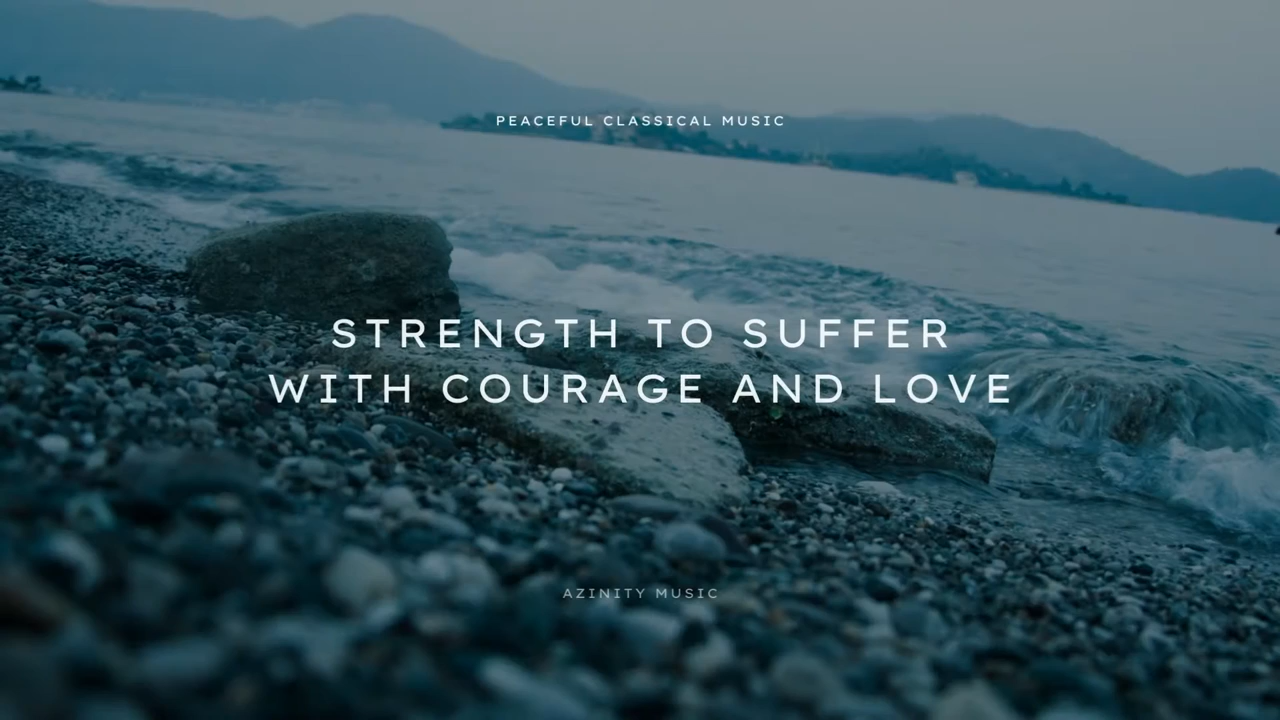 PEACEFUL CLASSICAL MUSIC
STRENGTH TO SUFFER
WITH COURAGE AND LOVE
AZINITY MUSIC